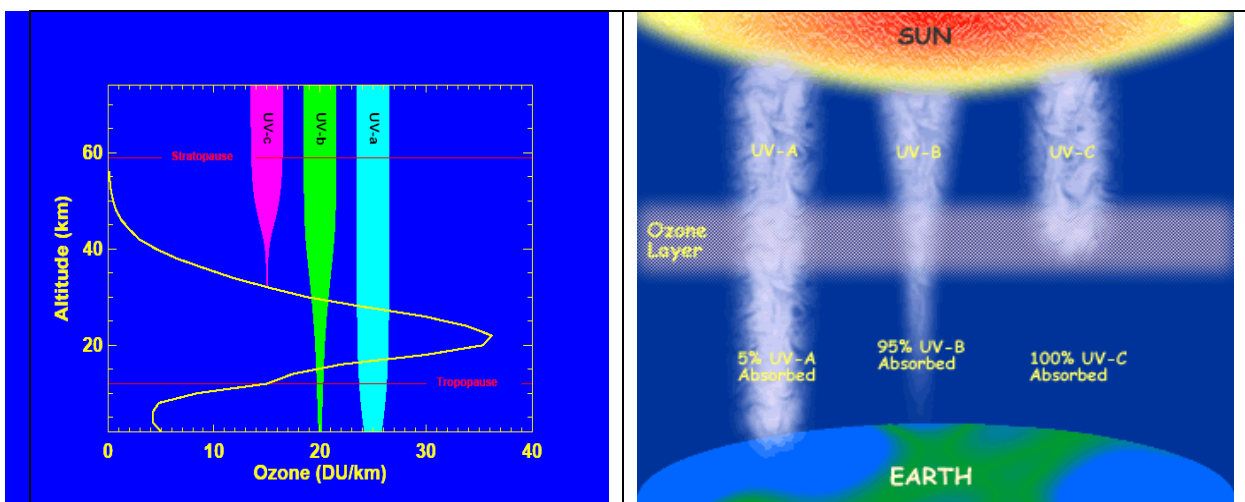 UV-c
UV-b
UV-a
60
Stratopause
40
Altitude (km)
20
Tropopause
0
10
20
30
40
Ozone (DU/km)
SUN
UV-A
UV-B
UV-C
Ozone
Layer
5% UV-A
Absorbed
95% UV-B
Absorbed
100% UV-C
Absorbed
EARTH